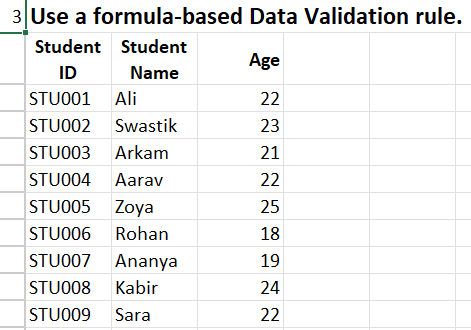 3 Use a formula-based Data Validation rule.
Student ID Student Name Age
STU001 Ali 22
STU002 Swastik 23
STU003 Arkam 21
STU004 Aarav 22
STU005 Zoya 25
STU006 Rohan 18
STU007 Ananya 19
STU008 Kabir 24
STU009 Sara 22